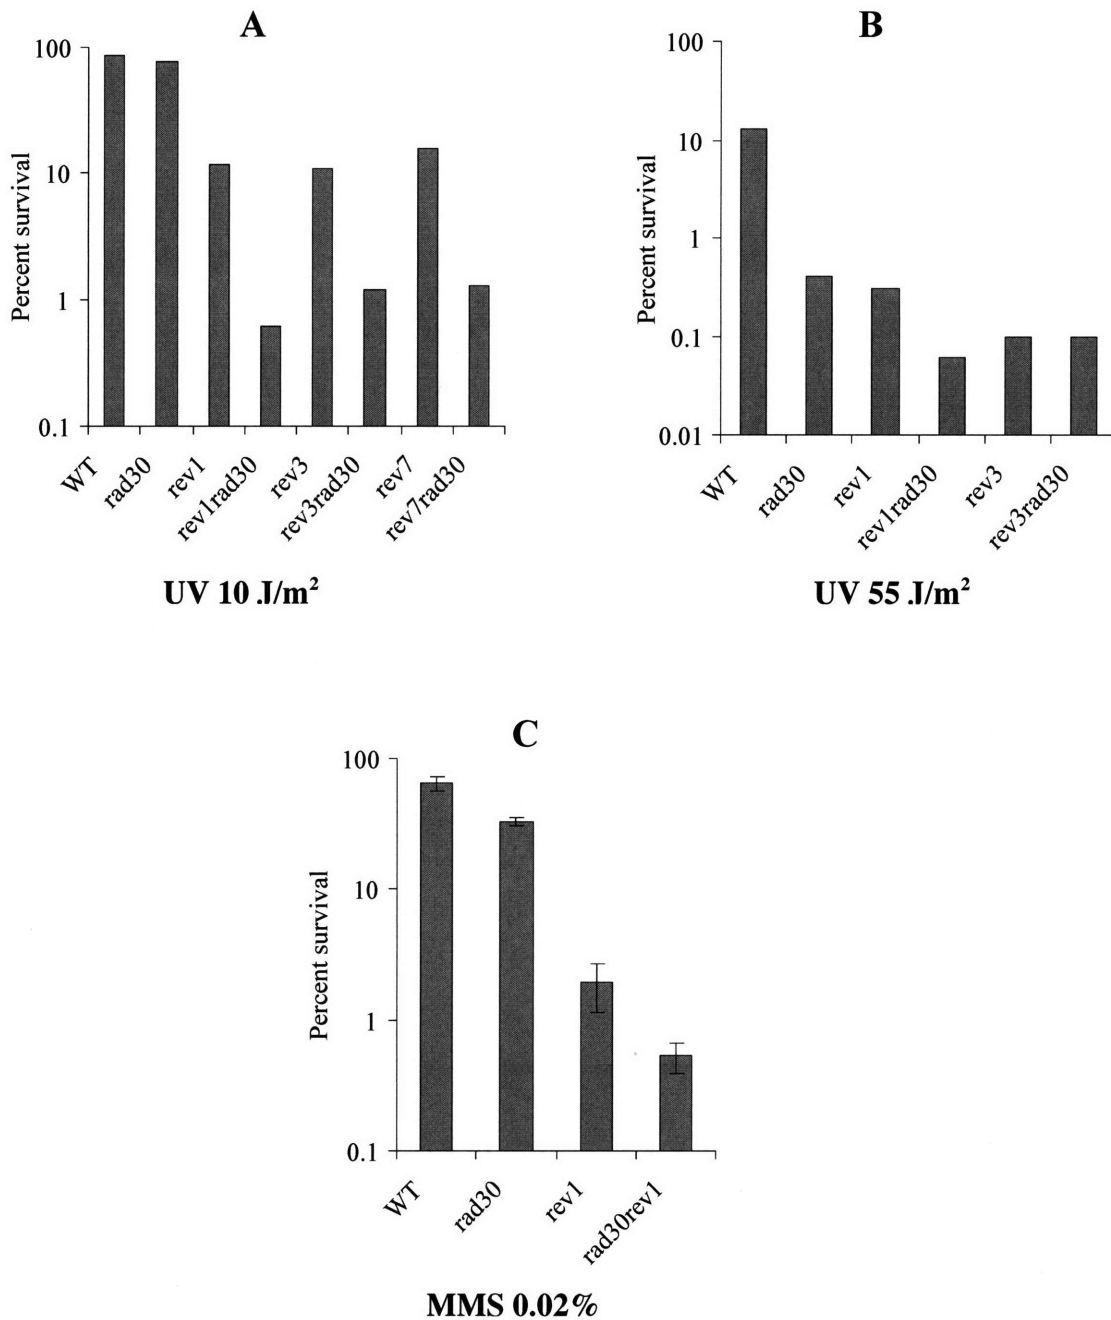 A
100
10
1
0.1
Percent survival
WT
rad30
rev1
rev1rad30
rev3
rev3rad30
rev7
rev7rad30
UV 10 J/m²
B
100
10
1
0.1
0.01
Percent survival
WT
rad30
rev1
rev1rad30
rev3
rev3rad30
UV 55 J/m²
C
100
10
1
0.1
Percent survival
WT
rad30
rev1
rad30rev1
MMS 0.02%